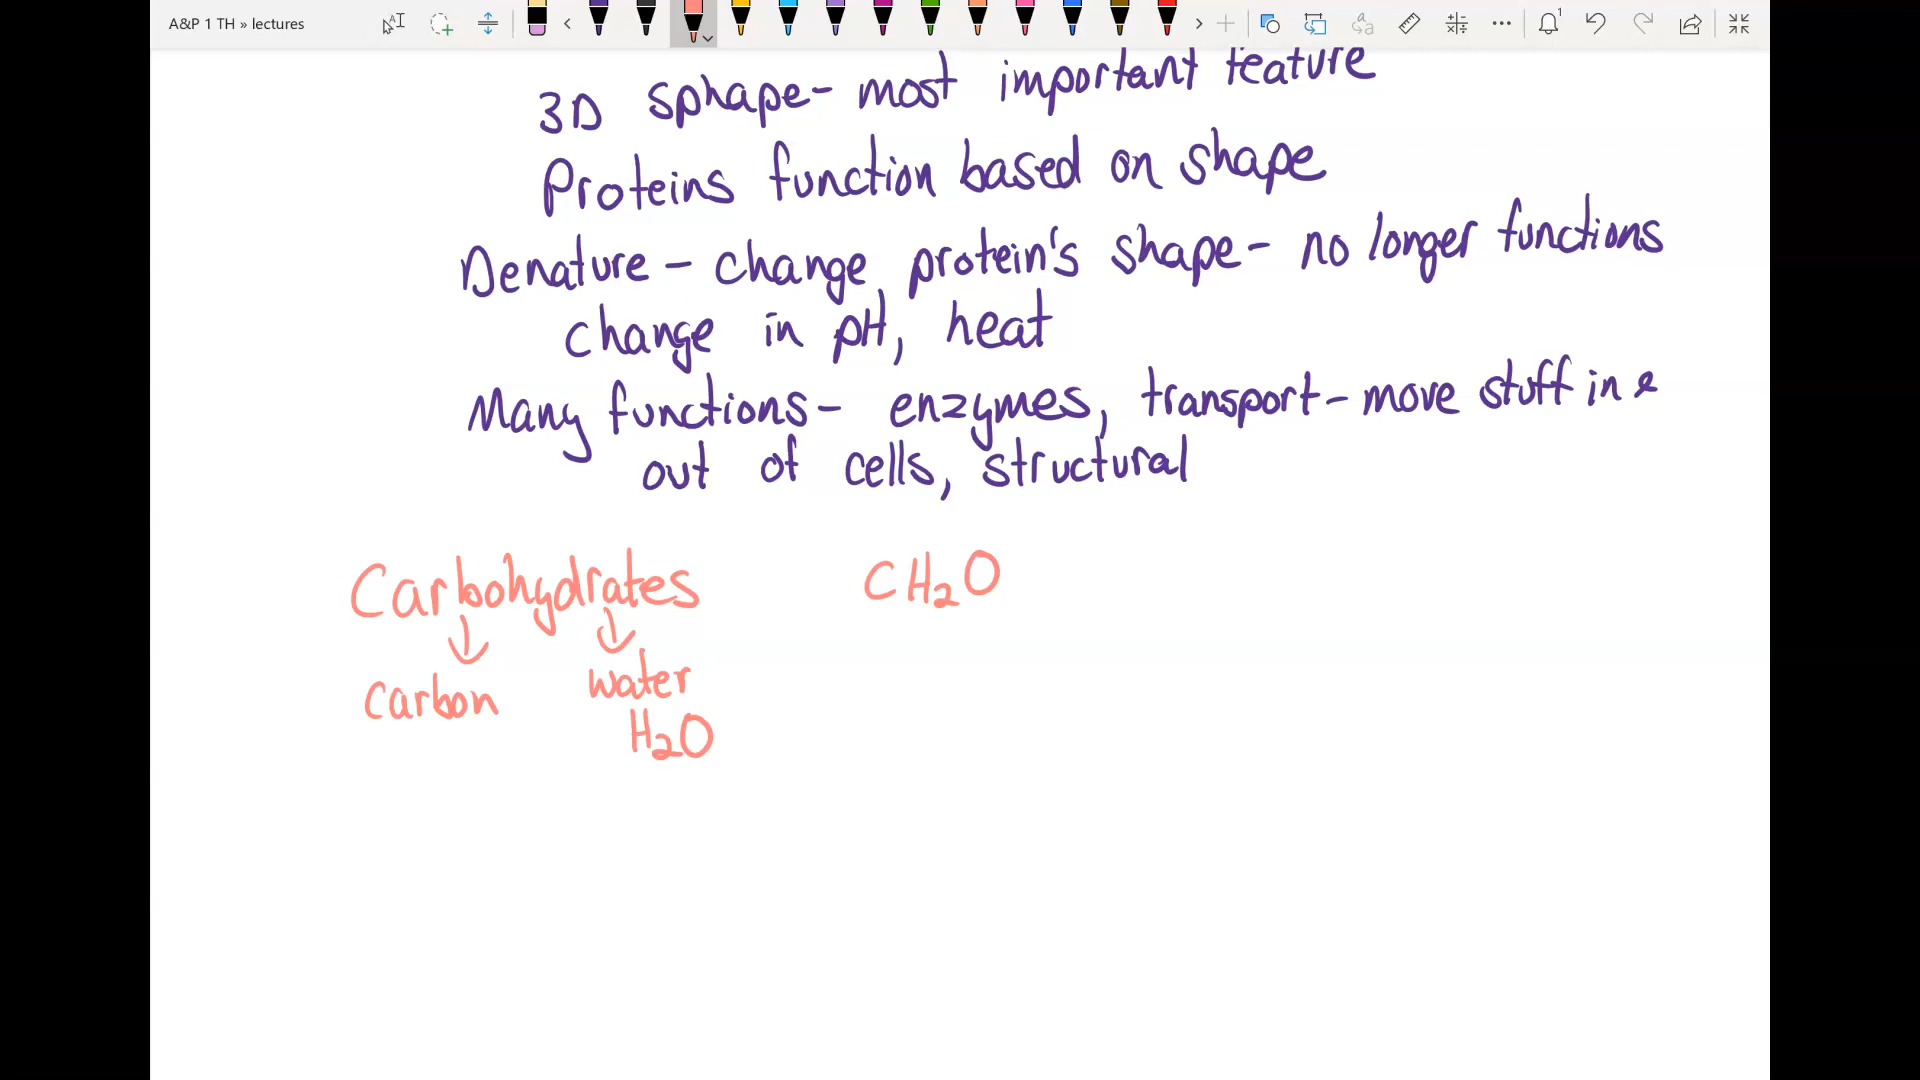 A&P 1 TH » lectures
3D sphape- most important feature
Proteins function based on shape
Denature - change protein's shape- no longer functions
change in pH, heat
Many functions- enzymes, transport- move stuff in &
out of cells, structural
Carbohydrates CH₂O
carbon water
H₂O